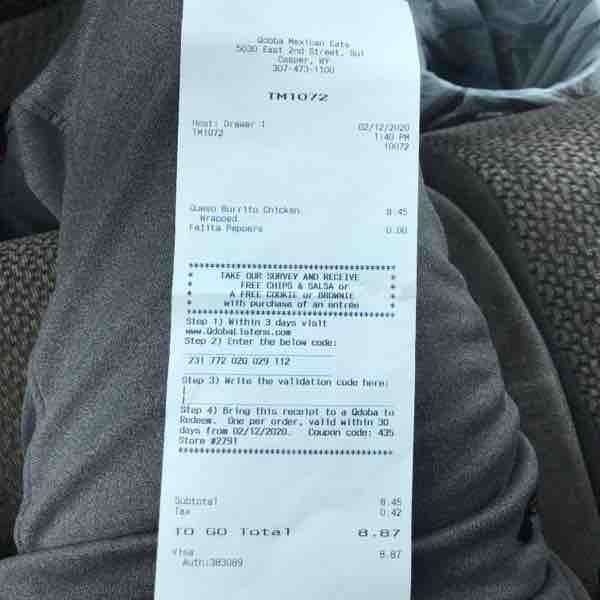 Qdoba Mexican Eats
5030 East 2nd Street, Sui
Casper, WY
307-473-1100
TM1072
Host: Drawer 1 02/12/2020
TM1072 1:40 PM
10072
Queso Burrito Chicken 8.45
Wrapped
Fajita Peppers 0.00
****************************************
* TAKE OUR SURVEY AND RECEIVE *
* FREE CHIPS & SALSA or *
* A FREE COOKIE or BROWNIE *
* with purchase of an entrée *
****************************************
Step 1) Within 3 days visit
www.QdobaListens.com
Step 2) Enter the below code:
231 772 020 029 112
Step 3) Write the validation code here:
Step 4) Bring this receipt to a Qdoba to
Redeem. One per order, valid within 30
days from 02/12/2020. Coupon code: 435
Store #2791
****************************************
Subtotal 8.45
Tax 0.42
TO GO Total 8.87
Visa 8.87
Auth:383089